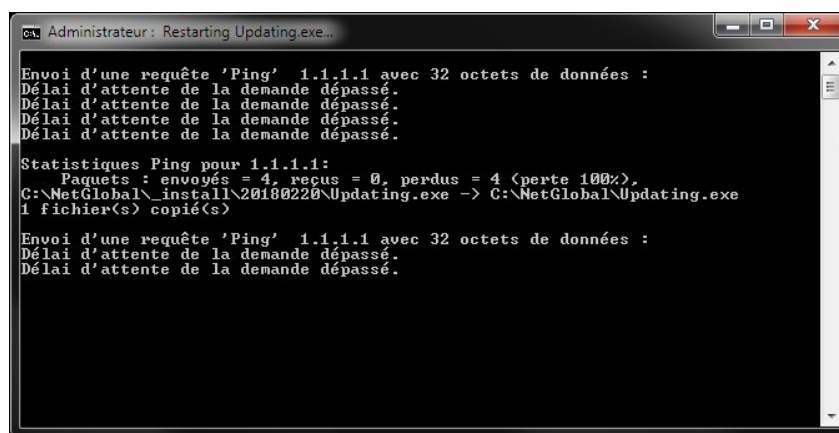 Administrateur : Restarting Updating.exe...
Envoi d'une requête 'Ping'  1.1.1.1 avec 32 octets de données :
Délai d'attente de la demande dépassé.
Délai d'attente de la demande dépassé.
Délai d'attente de la demande dépassé.
Délai d'attente de la demande dépassé.
Statistiques Ping pour 1.1.1.1:
    Paquets : envoyés = 4, reçus = 0, perdus = 4 (perte 100%),
C:\NetGlobal\_install\20180220\Updating.exe -> C:\NetGlobal\Updating.exe
1 fichier(s) copié(s)
Envoi d'une requête 'Ping'  1.1.1.1 avec 32 octets de données :
Délai d'attente de la demande dépassé.
Délai d'attente de la demande dépassé.